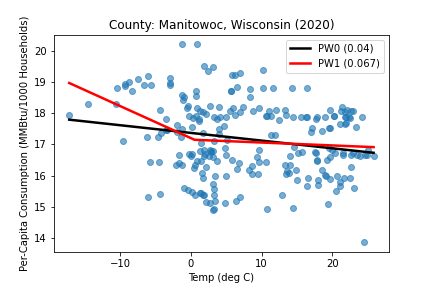 County: Manitowoc, Wisconsin (2020)
Per-Capita Consumption (MMBtu/1000 Households)
20
19
18
17
16
15
14
PW0 (0.04)
PW1 (0.067)
−10
0
10
20
Temp (deg C)